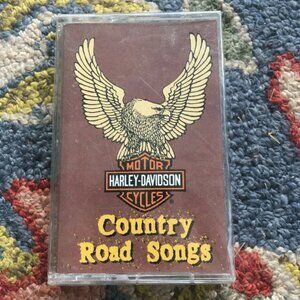 MOTOR
HARLEY-DAVIDSON
CYCLES
®
Country
Road Songs